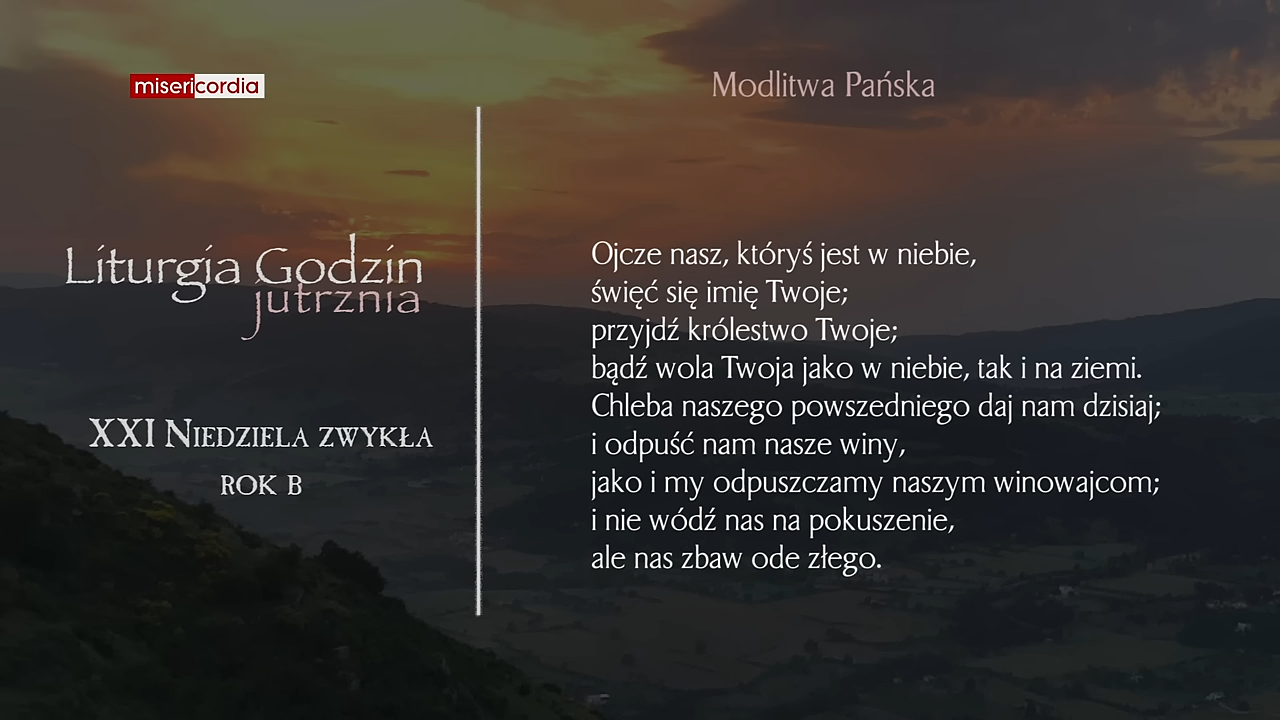 misericordia
Liturgia Godzin
jutrznia
XXI Niedziela zwykła
rok B
Modlitwa Pańska
Ojcze nasz, któryś jest w niebie,
święć się imię Twoje;
przyjdź królestwo Twoje;
bądź wola Twoja jako w niebie, tak i na ziemi.
Chleba naszego powszedniego daj nam dzisiaj;
i odpuść nam nasze winy,
jako i my odpuszczamy naszym winowajcom;
i nie wódź nas na pokuszenie,
ale nas zbaw ode złego.